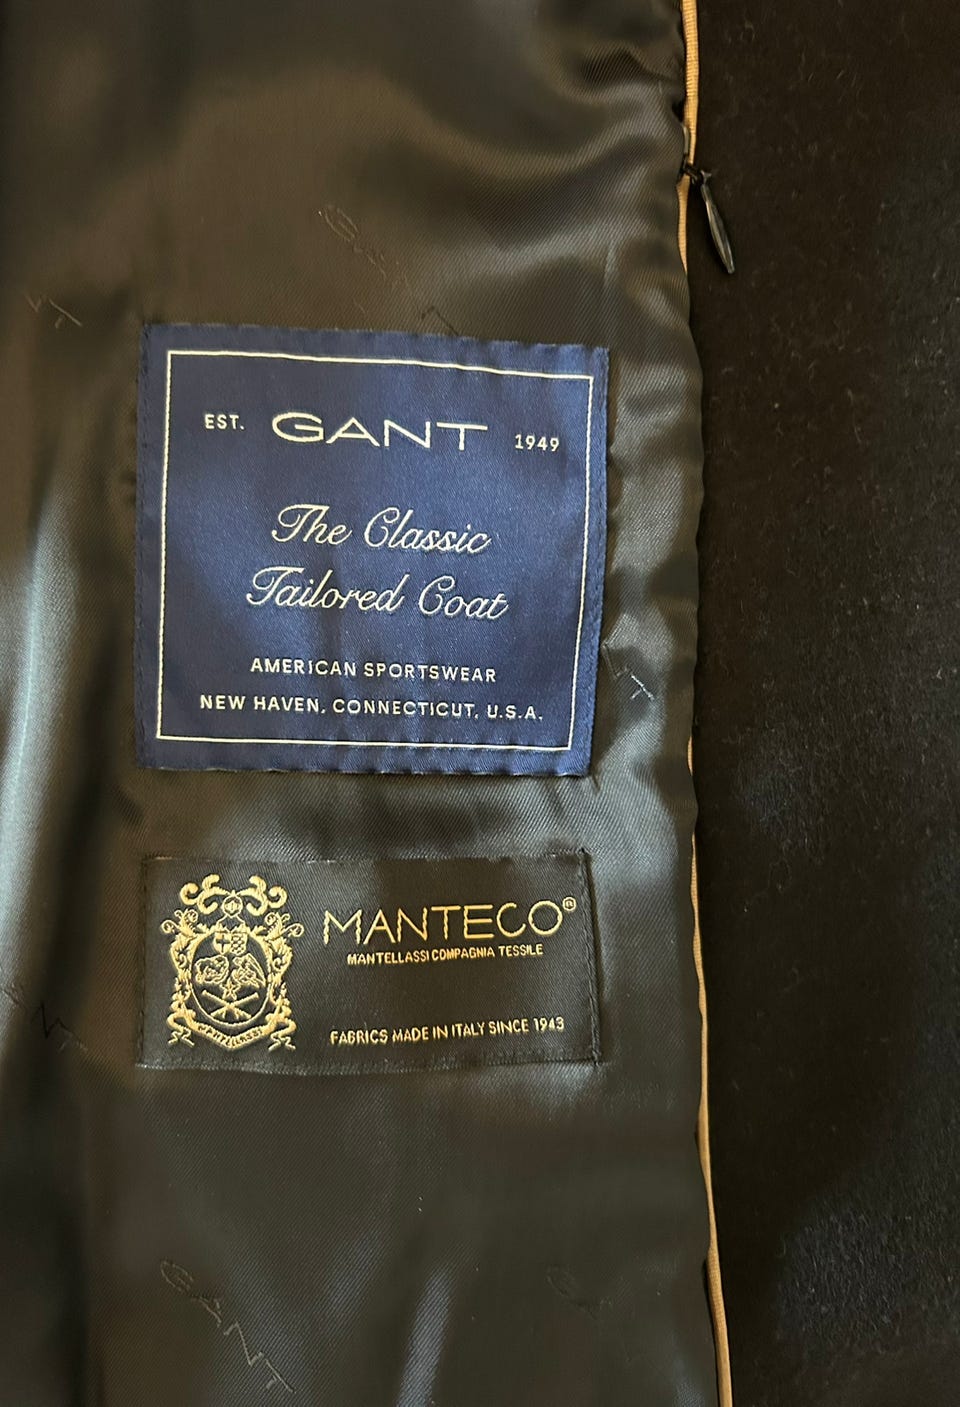 EST. GANT 1949
The Classic
Tailored Coat
AMERICAN SPORTSWEAR
NEW HAVEN, CONNECTICUT, U.S.A.
MANTECO®
MANTELLASSI COMPAGNIA TESSILE
FABRICS MADE IN ITALY SINCE 1943
GANT